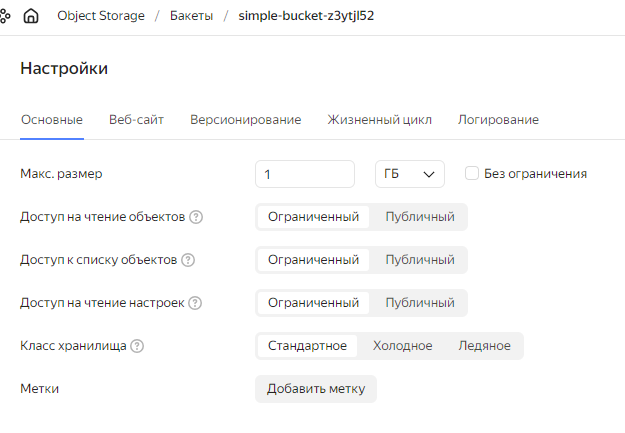 Object Storage / Бакеты / simple-bucket-z3ytjl52
Настройки
Основные Веб-сайт Версионирование Жизненный цикл Логирование
Макс. размер 1 ГБ Без ограничения
Доступ на чтение объектов ? Ограниченный Публичный
Доступ к списку объектов ? Ограниченный Публичный
Доступ на чтение настроек ? Ограниченный Публичный
Класс хранилища ? Стандартное Холодное Ледяное
Метки Добавить метку